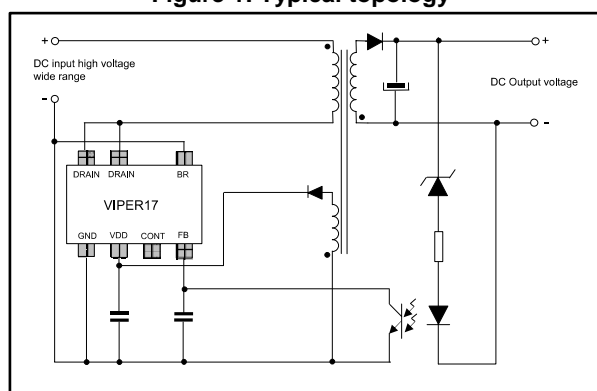 Figure 1. Typical topology
+
DC input high voltage
wide range
-
+
DC Output voltage
-
DRAIN DRAIN BR
VIPER17
GND VDD CONT FB